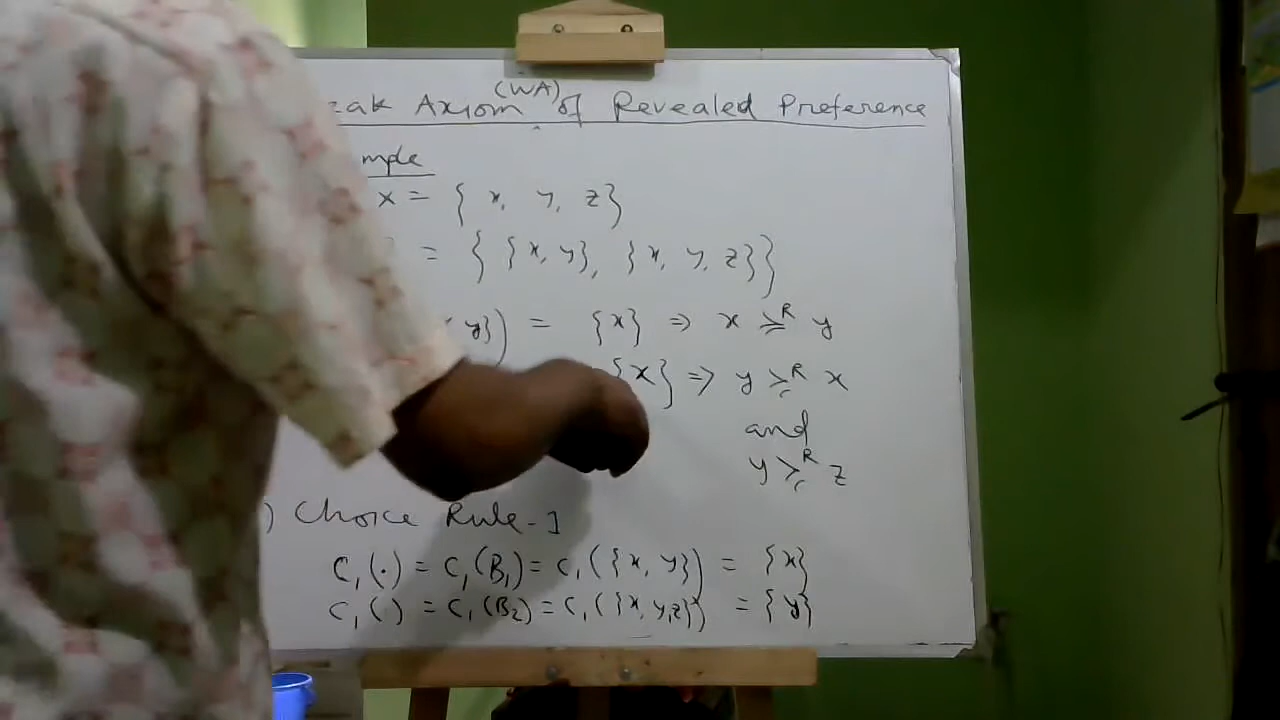 eak Axiom (WA) of Revealed Preference
mple
X = { x, y, z}
= { {x, y}, {x, y, z}}
y}) = {x} => x ≽ᴿ y
{x} => y ≽ᴿ x
and
y ≽ᴿ z
) Choice Rule-1
C₁(·) = C₁(B₁) = C₁({x, y}) = {x}
C₁( ) = C₁(B₂) = C₁({x, y, z}) = {y}